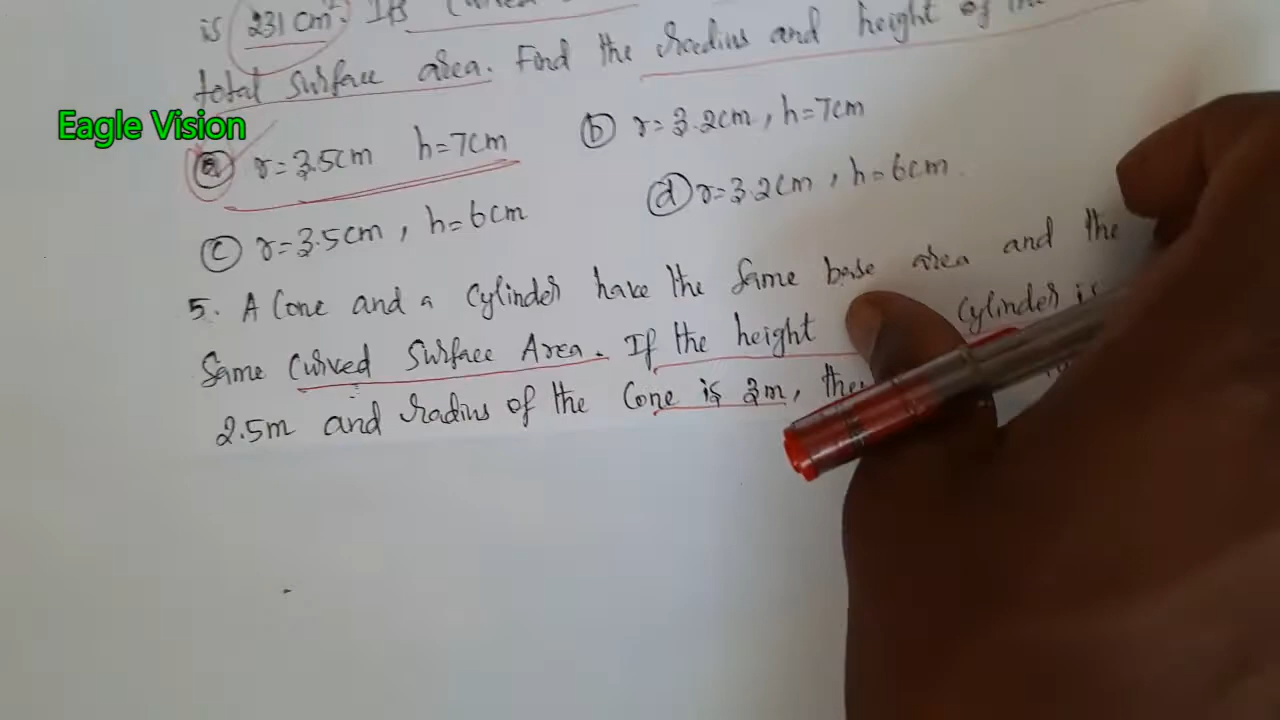 is 231 cm². Its
total surface area. Find the radius and height of the
Eagle Vision
(a) r=3.5cm h=7cm (b) r=3.2cm, h=7cm
(c) r=3.5cm, h=6cm (d) r=3.2cm, h=6cm
5. A Cone and a Cylinder have the Same base area and the
Same Curved Surface Area. If the height Cylinder is
2.5m and radius of the Cone is 3m,